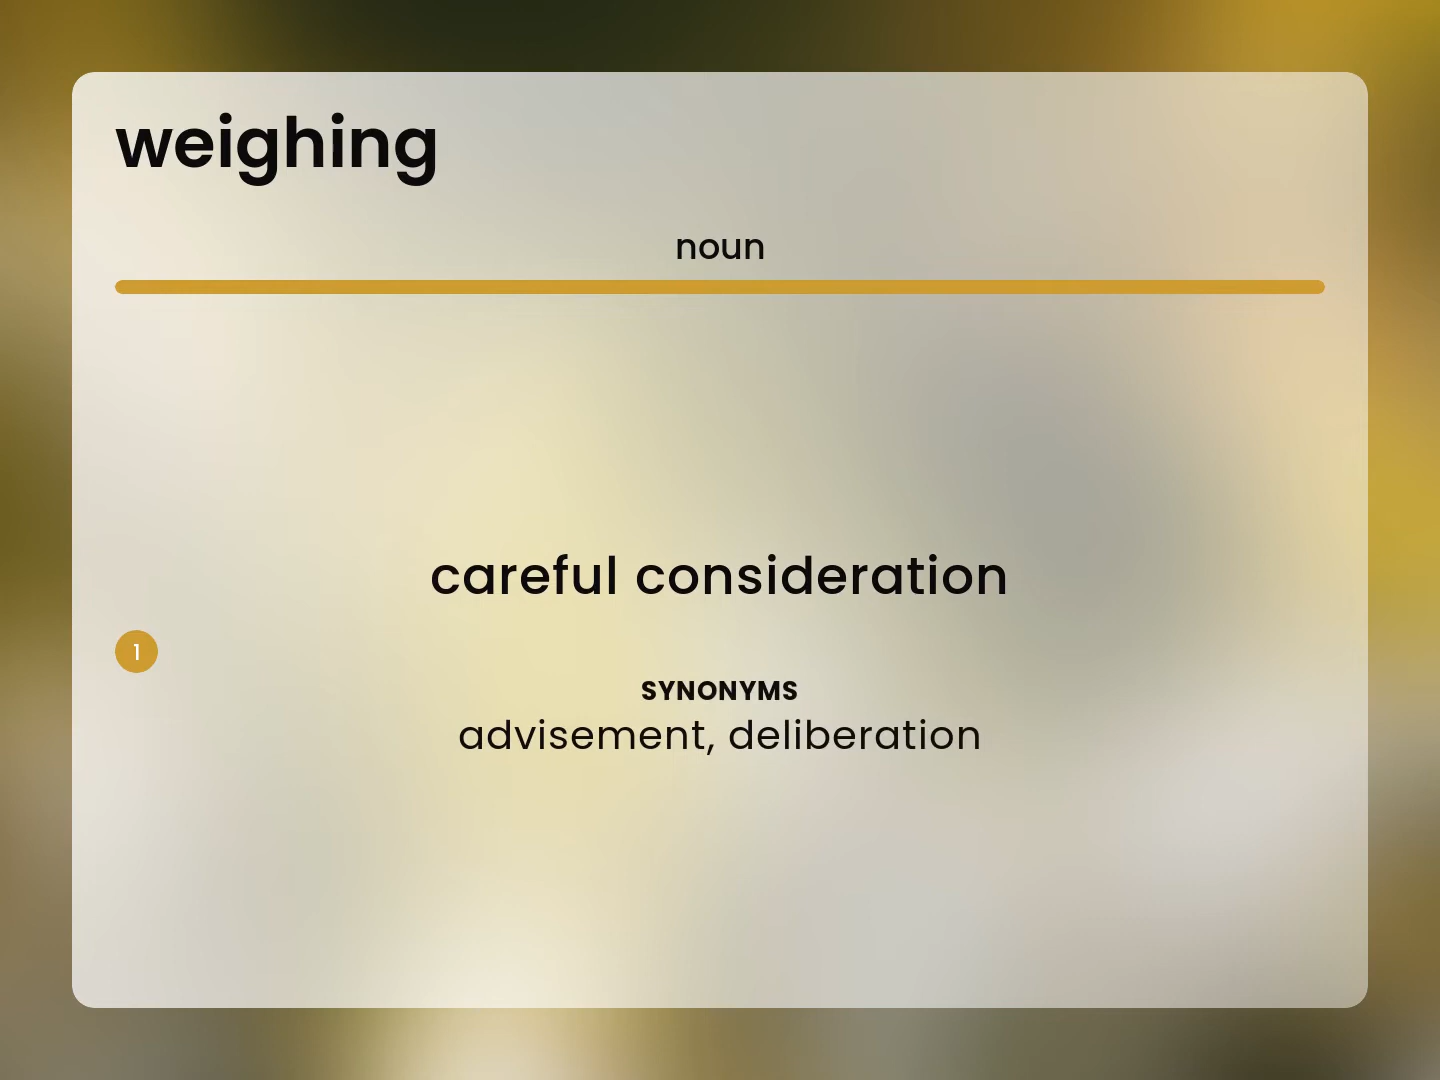 weighing
noun
careful consideration
1
SYNONYMS
advisement, deliberation